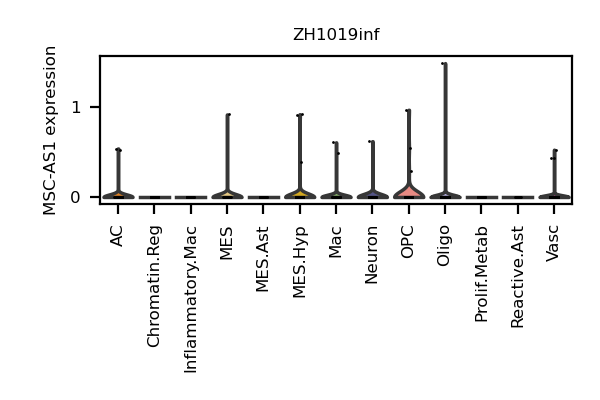 ZH1019inf
MSC-AS1 expression
1
0
AC
Chromatin.Reg
Inflammatory.Mac
MES
MES.Ast
MES.Hyp
Mac
Neuron
OPC
Oligo
Prolif.Metab
Reactive.Ast
Vasc